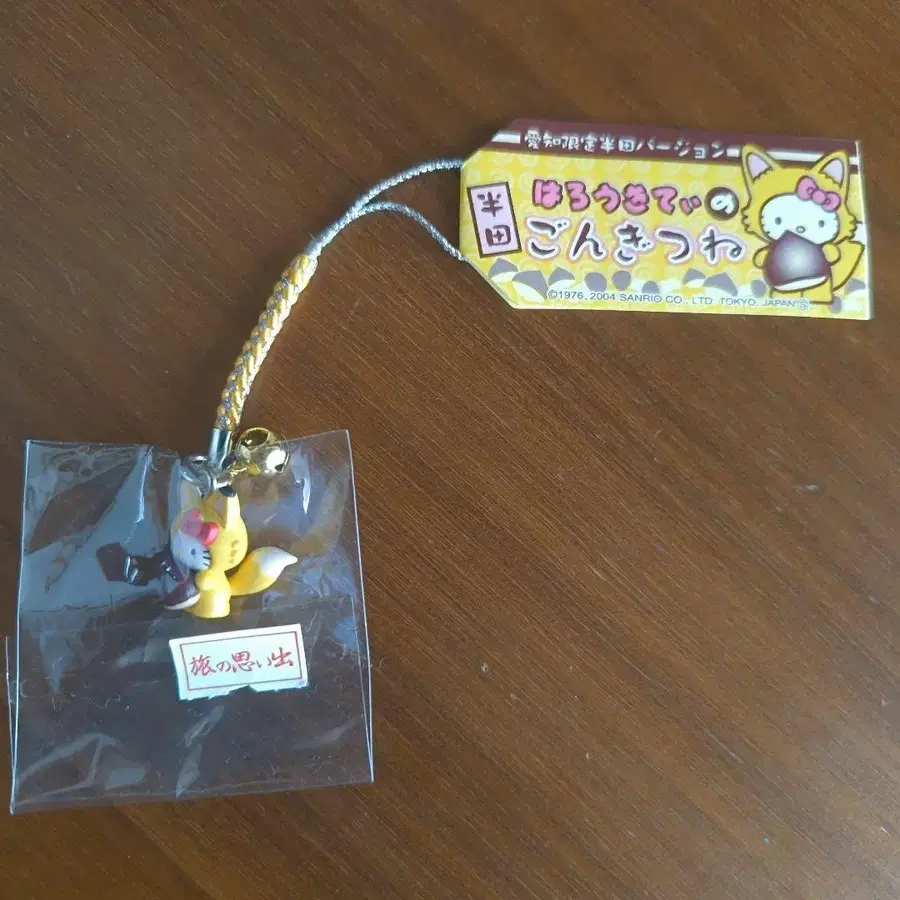 愛知限定半田バージョン
半田
はろうきてぃの
ごんぎつね
©1976, 2004 SANRIO CO., LTD. TOKYO, JAPAN Ⓢ
旅の思い出